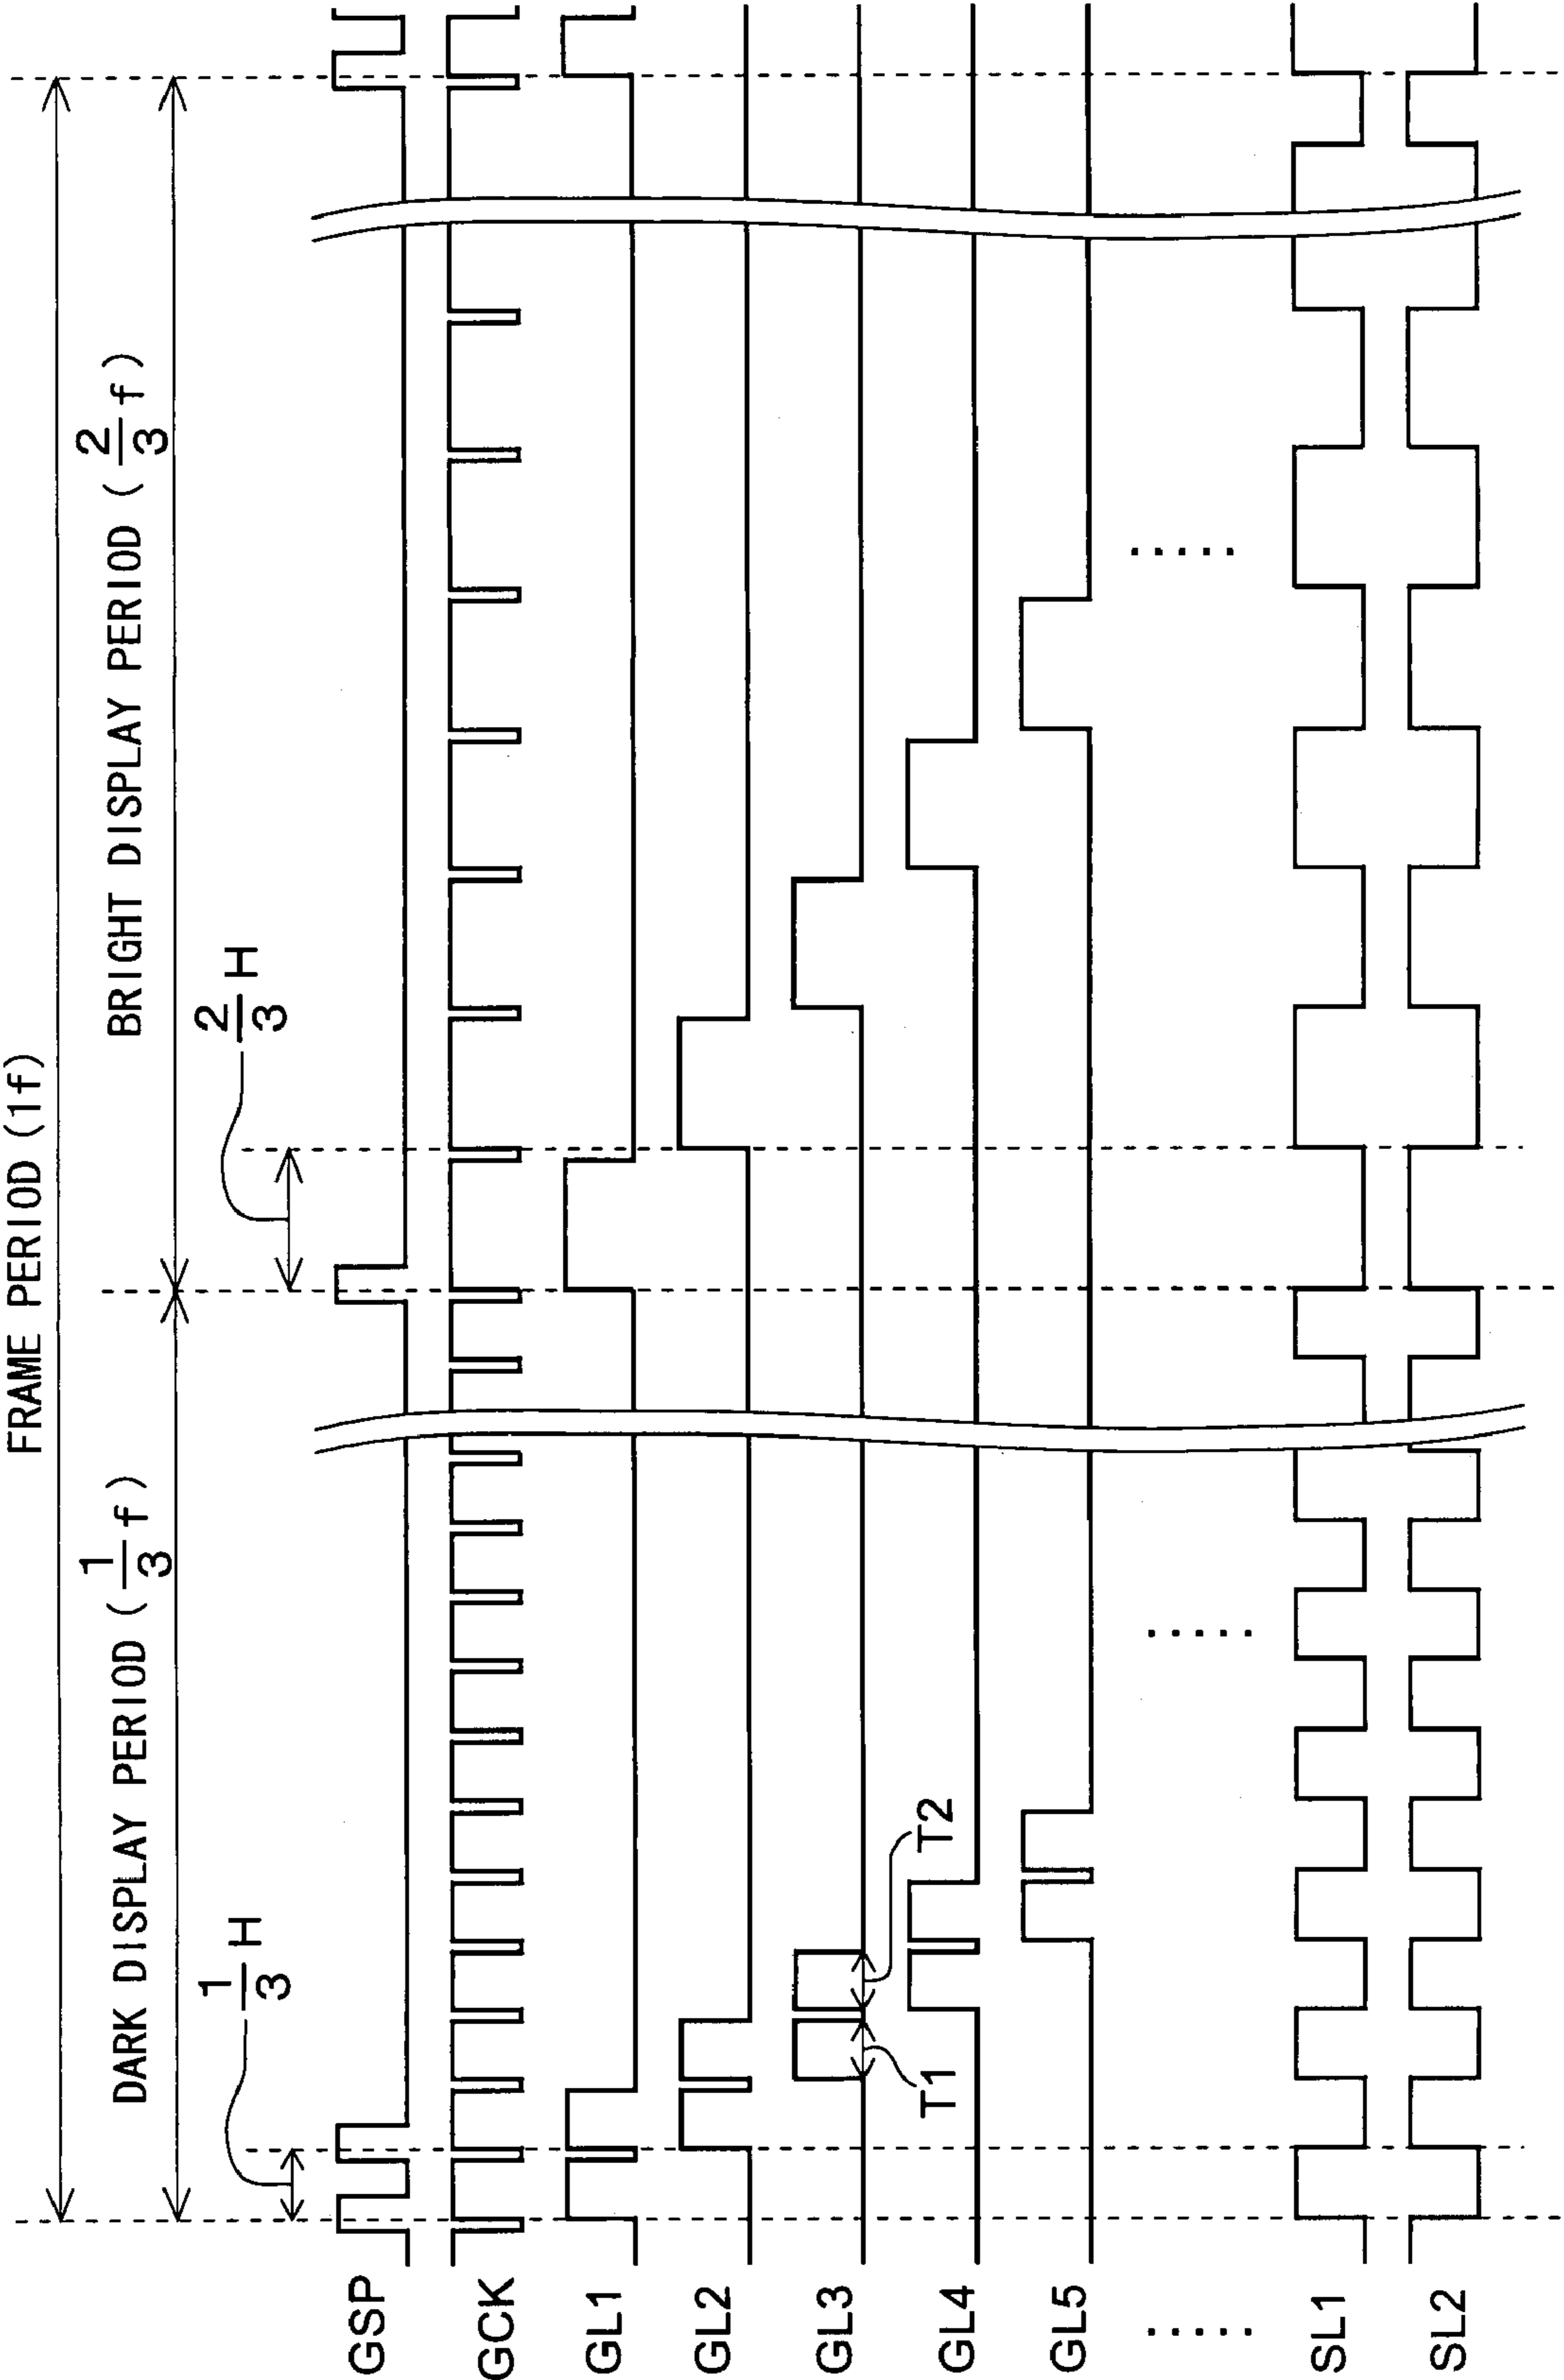 FRAME PERIOD (1f)
DARK DISPLAY PERIOD ( 1/3 f )
BRIGHT DISPLAY PERIOD ( 2/3 f )
1/3 H
2/3 H
GSP
GCK
GL1
GL2
GL3
T1
T2
GL4
GL5
.....
.....
.....
SL1
SL2